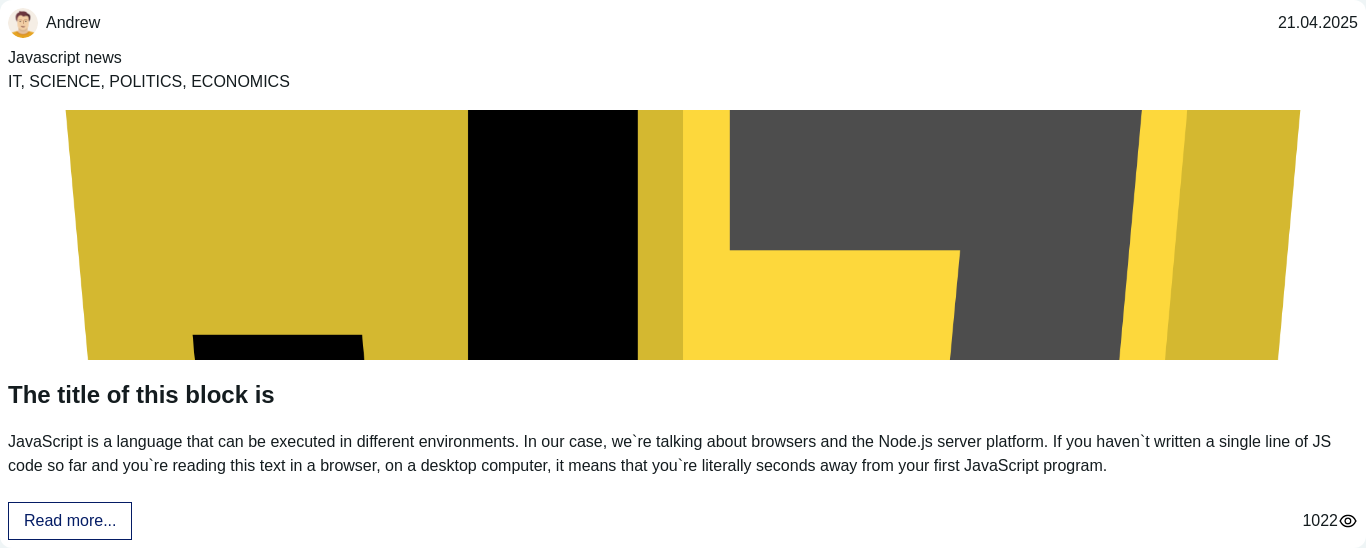 Andrew
21.04.2025
Javascript news
IT, SCIENCE, POLITICS, ECONOMICS
The title of this block is
JavaScript is a language that can be executed in different environments. In our case, we`re talking about browsers and the Node.js server platform. If you haven`t written a single line of JS
code so far and you`re reading this text in a browser, on a desktop computer, it means that you`re literally seconds away from your first JavaScript program.
Read more...
1022